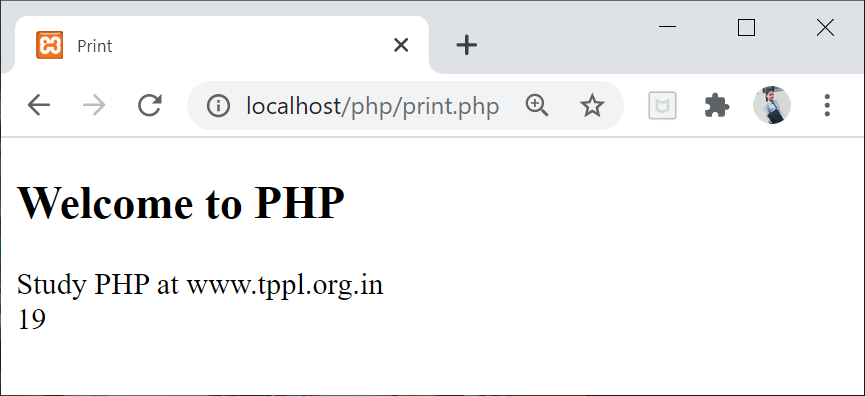 Print
localhost/php/print.php
Welcome to PHP
Study PHP at www.tppl.org.in
19